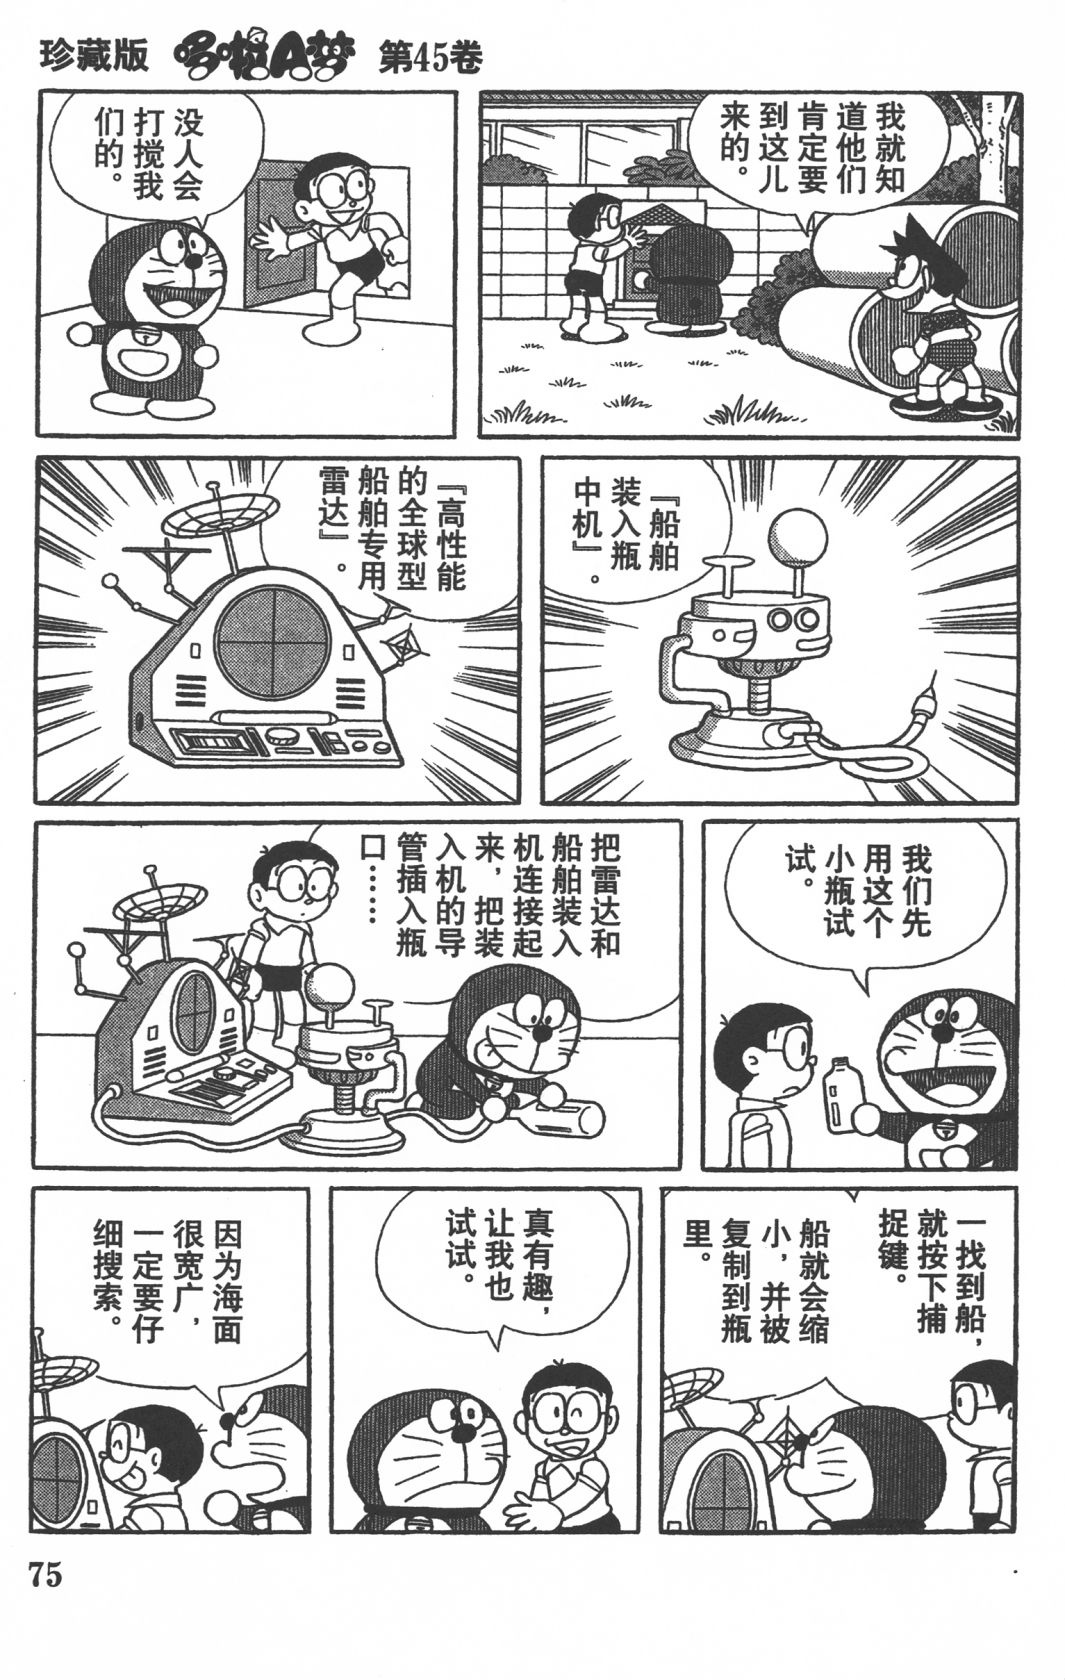 珍藏版 哆啦A梦 第45卷
我就知
道他们
肯定要
到这儿
来的。
没人会
打搅我
们的。
『船舶
装入瓶
中机』。
『高性能
的全球型
船舶专用
雷达』。
我们先
用这个
小瓶试
试。
把雷达和
船舶装入
机连接起
来，把装
入机的导
管插入瓶
口……
一找到船，
就按下捕
捉键。
船就会缩
小，并被
复制到瓶
里。
真有趣，
让我也
试试。
因为海面
很宽广，
一定要仔
细搜索。
75